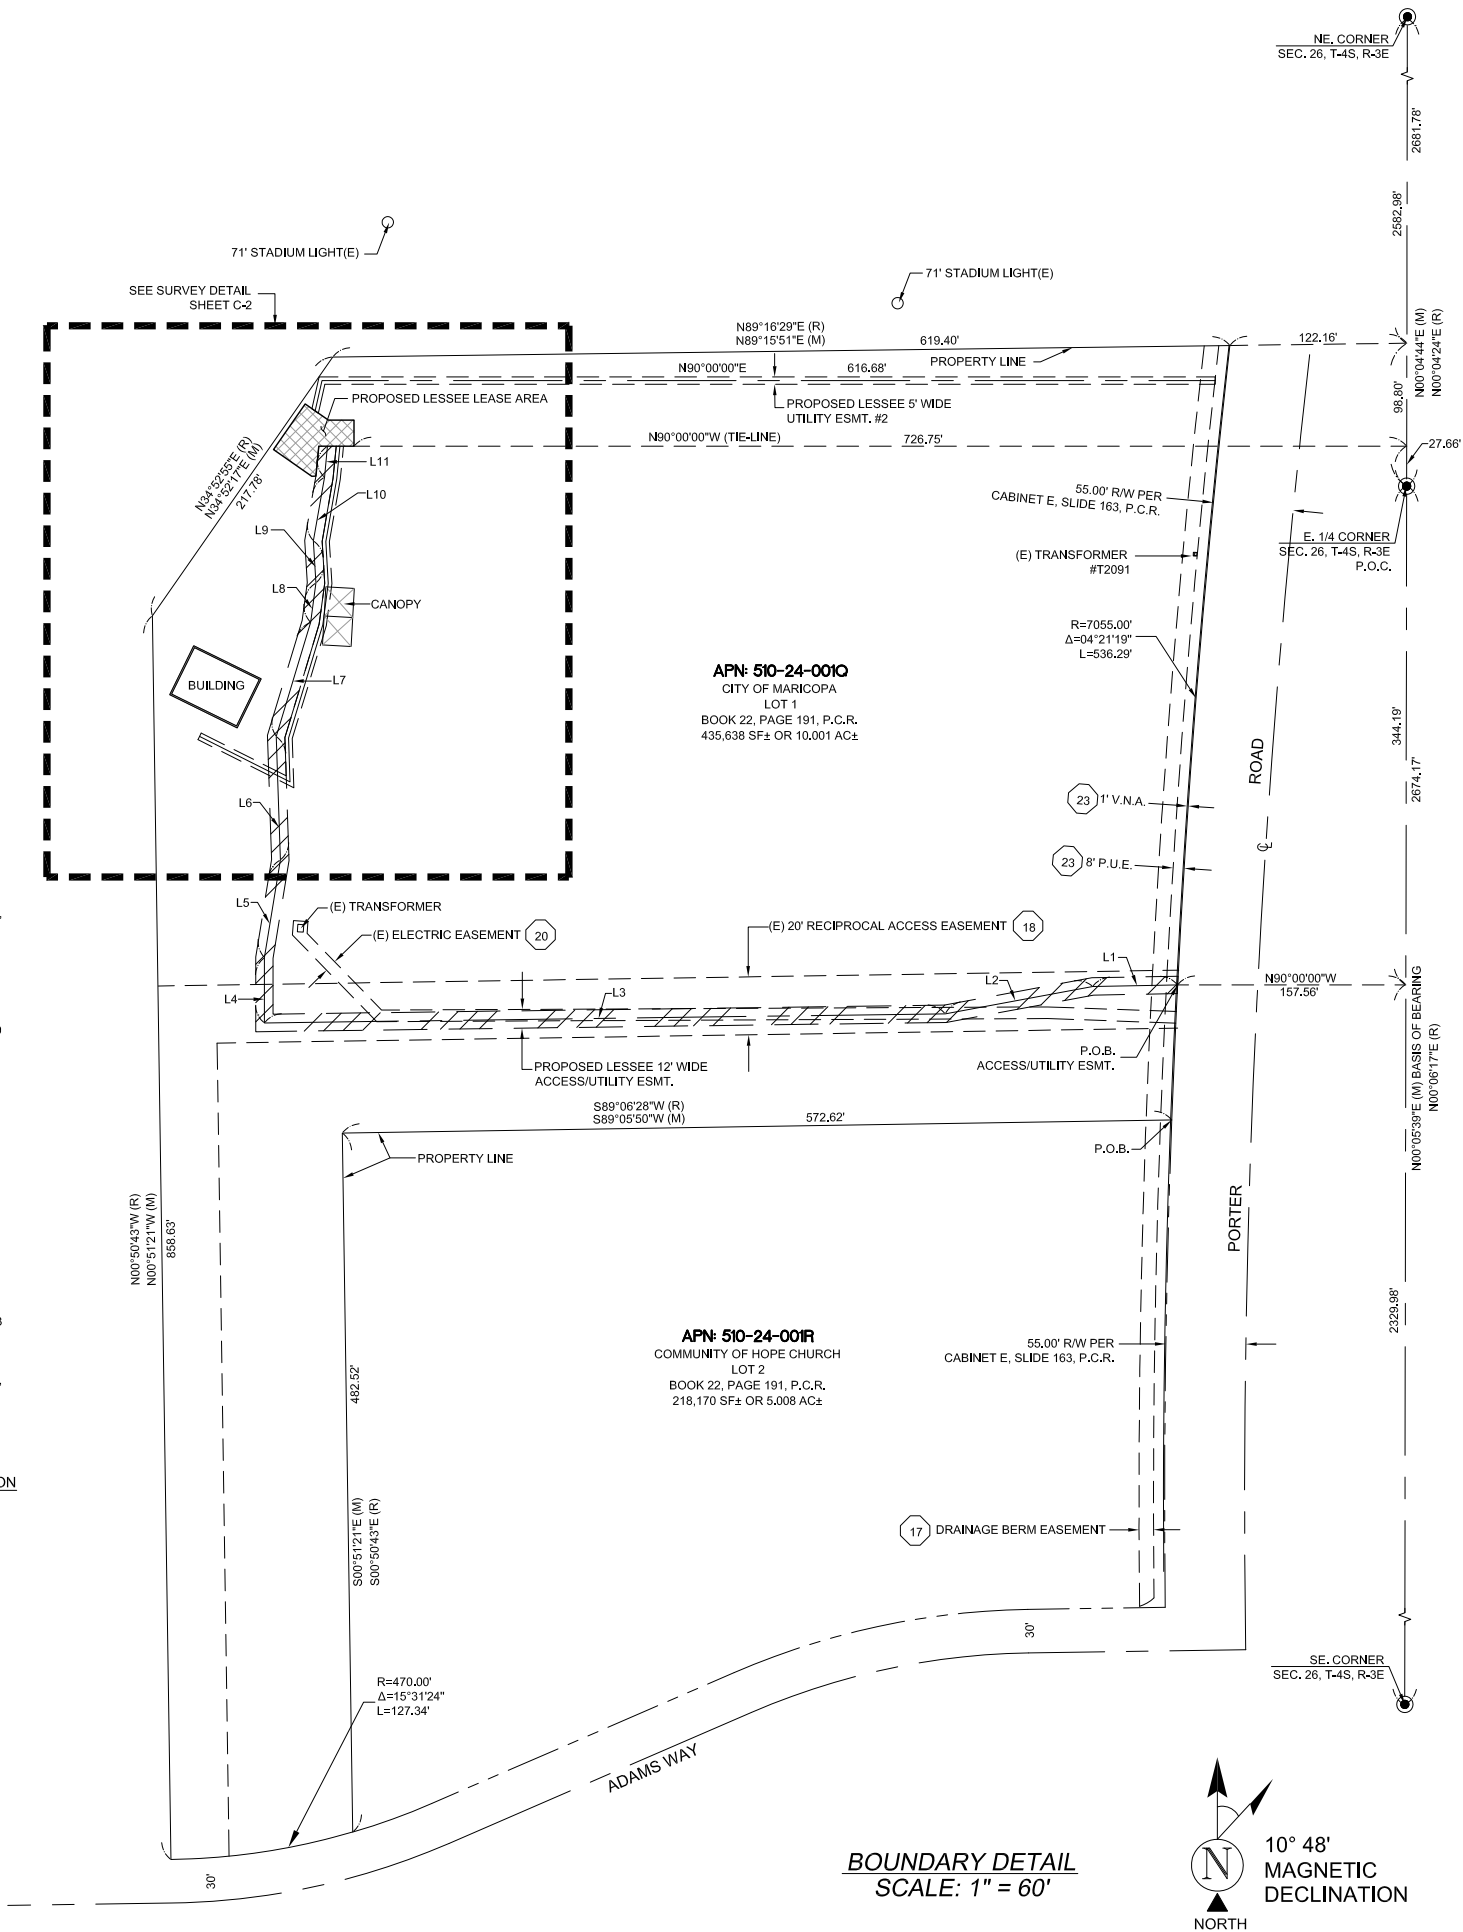 NE. CORNER
SEC. 26, T-4S, R-3E
2681.78'
2582.98'
71' STADIUM LIGHT(E)
71' STADIUM LIGHT(E)
SEE SURVEY DETAIL
SHEET C-2
N89°16'29"E (R)
N89°15'51"E (M)
619.40'
PROPERTY LINE
122.16'
N00°04'44"E (M)
N00°04'24"E (R)
98.80'
N90°00'00"E
616.68'
PROPOSED LESSEE LEASE AREA
PROPOSED LESSEE 5' WIDE
UTILITY ESMT. #2
N90°00'00"W (TIE-LINE)
726.75'
27.66'
N34°52'55"E (R)
N34°52'17"E (M)
217.78'
L11
L10
L9
L8
L7
55.00' R/W PER
CABINET E, SLIDE 163, P.C.R.
(E) TRANSFORMER
#T2091
E. 1/4 CORNER
SEC. 26, T-4S, R-3E
P.O.C.
CANOPY
BUILDING
R=7055.00'
Δ=04°21'19"
L=536.29'
APN: 510-24-001Q
CITY OF MARICOPA
LOT 1
BOOK 22, PAGE 191, P.C.R.
435,638 SF± OR 10.001 AC±
344.19'
2674.17'
ROAD
℄
23
1' V.N.A.
23
8' P.U.E.
L6
L5
(E) TRANSFORMER
(E) ELECTRIC EASEMENT
20
(E) 20' RECIPROCAL ACCESS EASEMENT
18
L1
L2
L3
L4
N90°00'00"W
157.56'
N00°05'39"E (M) BASIS OF BEARING
N00°06'17"E (R)
P.O.B.
ACCESS/UTILITY ESMT.
PROPOSED LESSEE 12' WIDE
ACCESS/UTILITY ESMT.
S89°06'28"W (R)
S89°05'50"W (M)
572.62'
P.O.B.
PROPERTY LINE
N00°50'43"W (R)
N00°51'21"W (M)
858.63'
PORTER
2329.98'
APN: 510-24-001R
COMMUNITY OF HOPE CHURCH
LOT 2
BOOK 22, PAGE 191, P.C.R.
218,170 SF± OR 5.008 AC±
55.00' R/W PER
CABINET E, SLIDE 163, P.C.R.
482.52'
S00°51'21"E (M)
S00°50'43"E (R)
ON
17
DRAINAGE BERM EASEMENT
30'
SE. CORNER
SEC. 26, T-4S, R-3E
R=470.00'
Δ=15°31'24"
L=127.34'
ADAMS WAY
30'
BOUNDARY DETAIL
SCALE: 1" = 60'
N
NORTH
10° 48'
MAGNETIC
DECLINATION